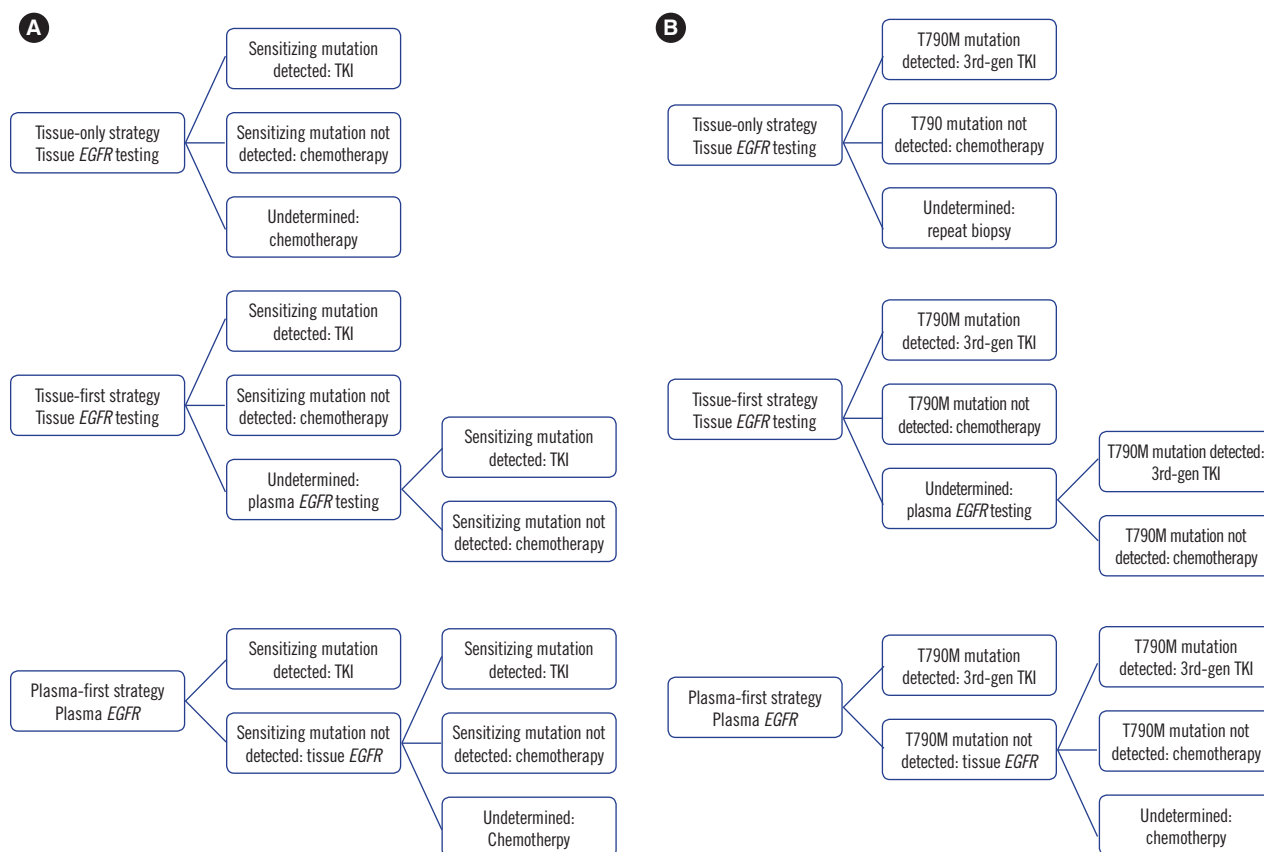 A
Sensitizing mutation
detected: TKI
Tissue-only strategy
Tissue EGFR testing
Sensitizing mutation not
detected: chemotherapy
Undetermined:
chemotherapy
Sensitizing mutation
detected: TKI
Tissue-first strategy
Tissue EGFR testing
Sensitizing mutation not
detected: chemotherapy
Undetermined:
plasma EGFR testing
Sensitizing mutation
detected: TKI
Sensitizing mutation not
detected: chemotherapy
Plasma-first strategy
Plasma EGFR
Sensitizing mutation
detected: TKI
Sensitizing mutation not
detected: tissue EGFR
Sensitizing mutation
detected: TKI
Sensitizing mutation not
detected: chemotherapy
Undetermined:
Chemotherpy
B
T790M mutation
detected: 3rd-gen TKI
Tissue-only strategy
Tissue EGFR testing
T790 mutation not
detected: chemotherapy
Undetermined:
repeat biopsy
T790M mutation
detected: 3rd-gen TKI
Tissue-first strategy
Tissue EGFR testing
T790M mutation not
detected: chemotherapy
Undetermined:
plasma EGFR testing
T790M mutation detected:
3rd-gen TKI
T790M mutation not
detected: chemotherapy
Plasma-first strategy
Plasma EGFR
T790M mutation
detected: 3rd-gen TKI
T790M mutation not
detected: tissue EGFR
T790M mutation
detected: 3rd-gen TKI
T790M mutation not
detected: chemotherapy
Undetermined:
chemotherpy